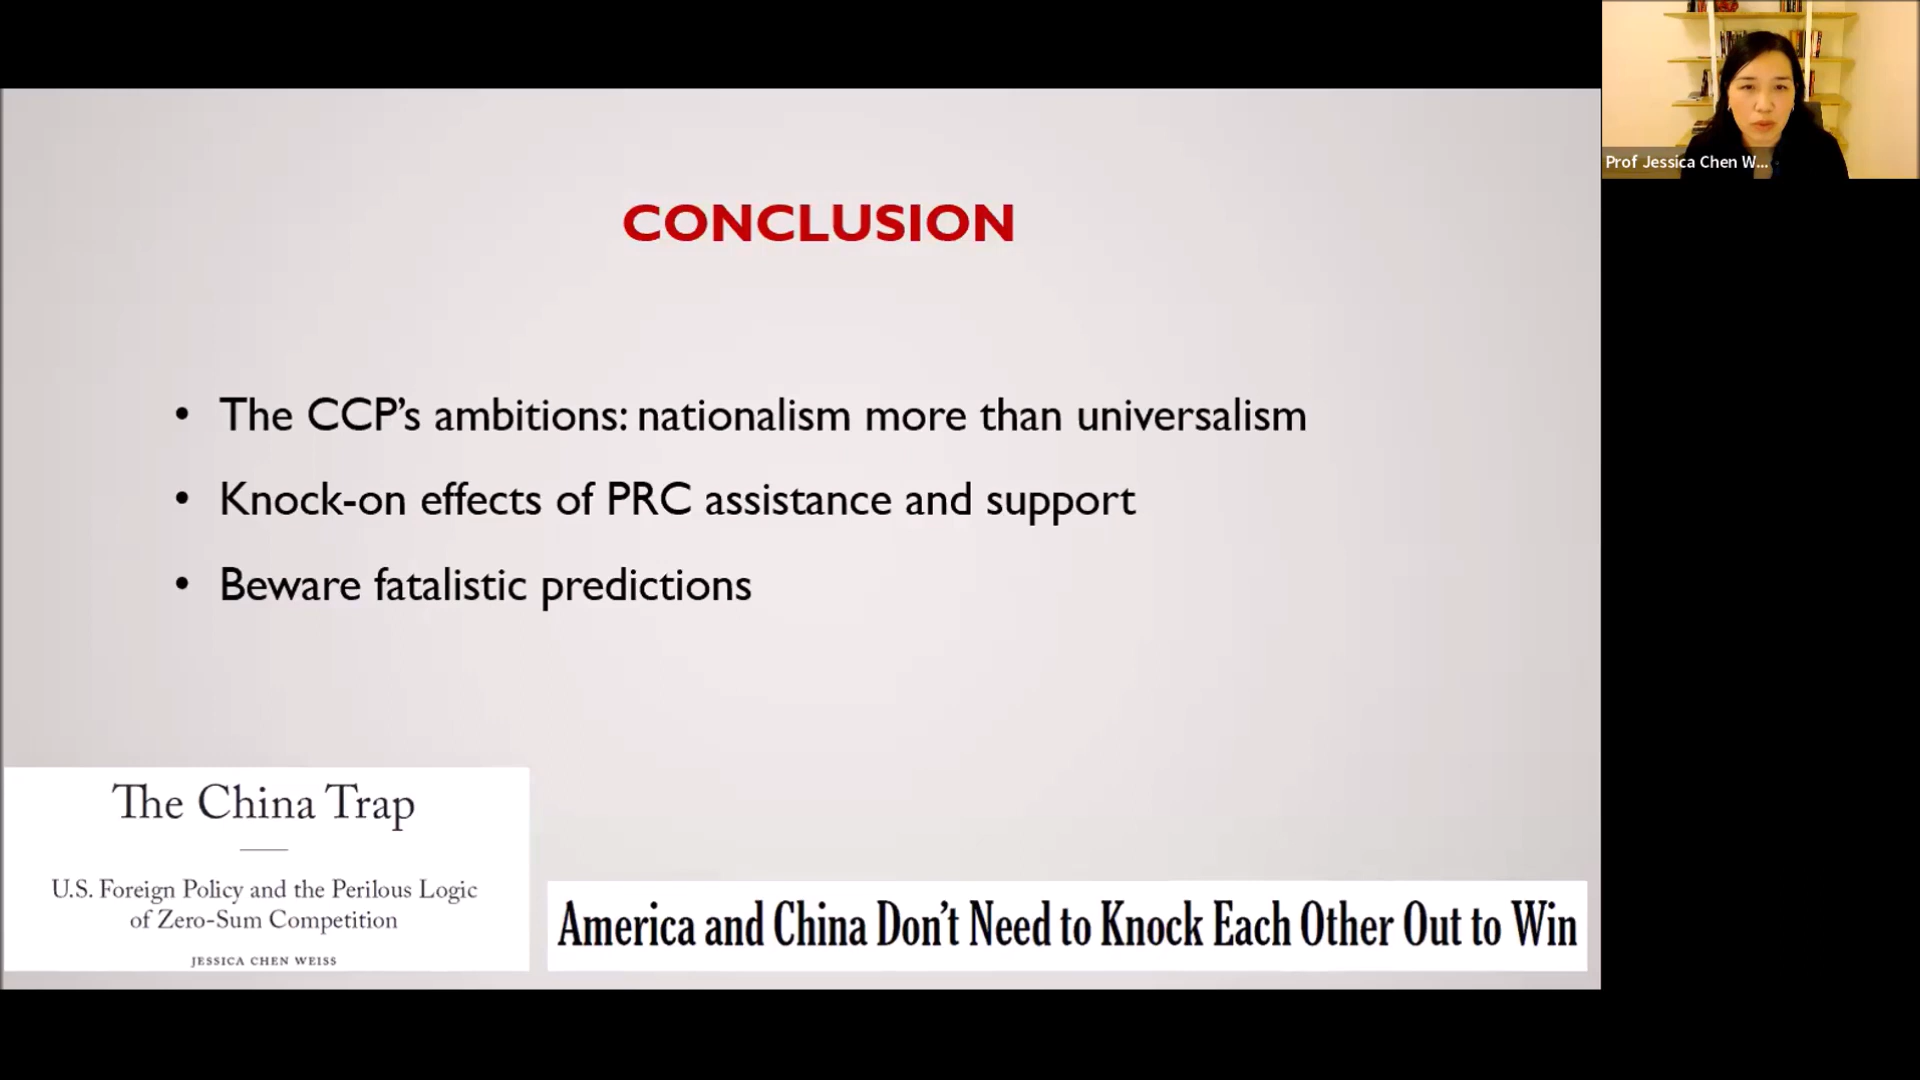 Prof Jessica Chen W...
CONCLUSION
• The CCP's ambitions: nationalism more than universalism
• Knock-on effects of PRC assistance and support
• Beware fatalistic predictions
The China Trap
U.S. Foreign Policy and the Perilous Logic
of Zero-Sum Competition
JESSICA CHEN WEISS
America and China Don't Need to Knock Each Other Out to Win